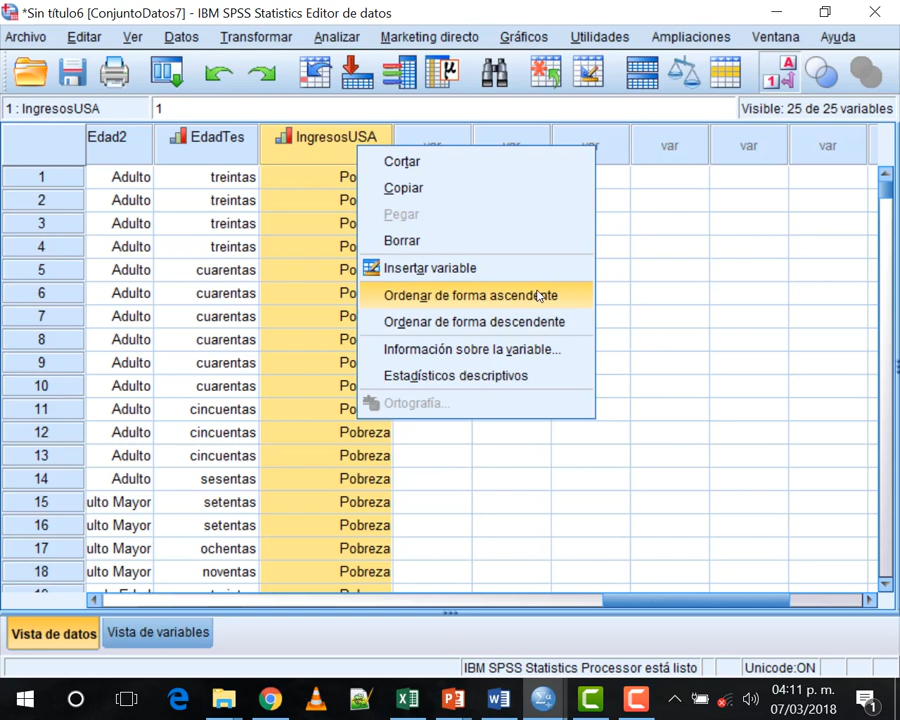 *Sin título6 [ConjuntoDatos7] - IBM SPSS Statistics Editor de datos
Archivo Editar Ver Datos Transformar Analizar Marketing directo Gráficos Utilidades Ampliaciones Ventana Ayuda
1 : IngresosUSA 1 Visible: 25 de 25 variables
Edad2 EdadTes IngresosUSA var var var var var var
1 Adulto treintas Po
2 Adulto treintas Po
3 Adulto treintas Po
4 Adulto treintas Po
5 Adulto cuarentas Po
6 Adulto cuarentas Po
7 Adulto cuarentas Po
8 Adulto cuarentas Po
9 Adulto cuarentas Po
10 Adulto cuarentas Po
11 Adulto cincuentas Po
12 Adulto cincuentas Pobreza
13 Adulto cincuentas Pobreza
14 Adulto sesentas Pobreza
15 ulto Mayor setentas Pobreza
16 ulto Mayor setentas Pobreza
17 ulto Mayor ochentas Pobreza
18 ulto Mayor noventas Pobreza
Cortar
Copiar
Pegar
Borrar
Insertar variable
Ordenar de forma ascendente
Ordenar de forma descendente
Información sobre la variable...
Estadísticos descriptivos
Ortografía...
Vista de datos Vista de variables
IBM SPSS Statistics Processor está listo Unicode:ON
04:11 p. m.
07/03/2018
1